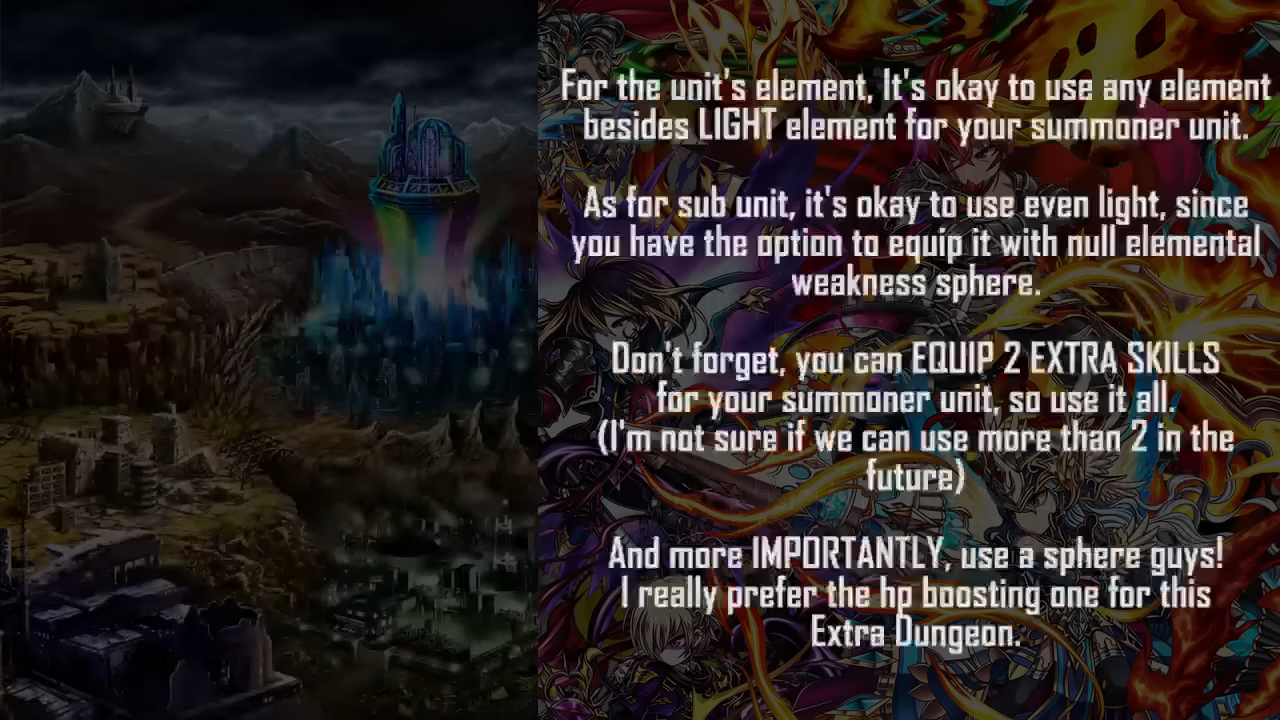 For the unit's element, It's okay to use any element
besides LIGHT element for your summoner unit.
As for sub unit, it's okay to use even light, since
you have the option to equip it with null elemental
weakness sphere.
Don't forget, you can EQUIP 2 EXTRA SKILLS
for your summoner unit, so use it all.
(I'm not sure if we can use more than 2 in the
future)
And more IMPORTANTLY, use a sphere guys!
I really prefer the hp boosting one for this
Extra Dungeon.